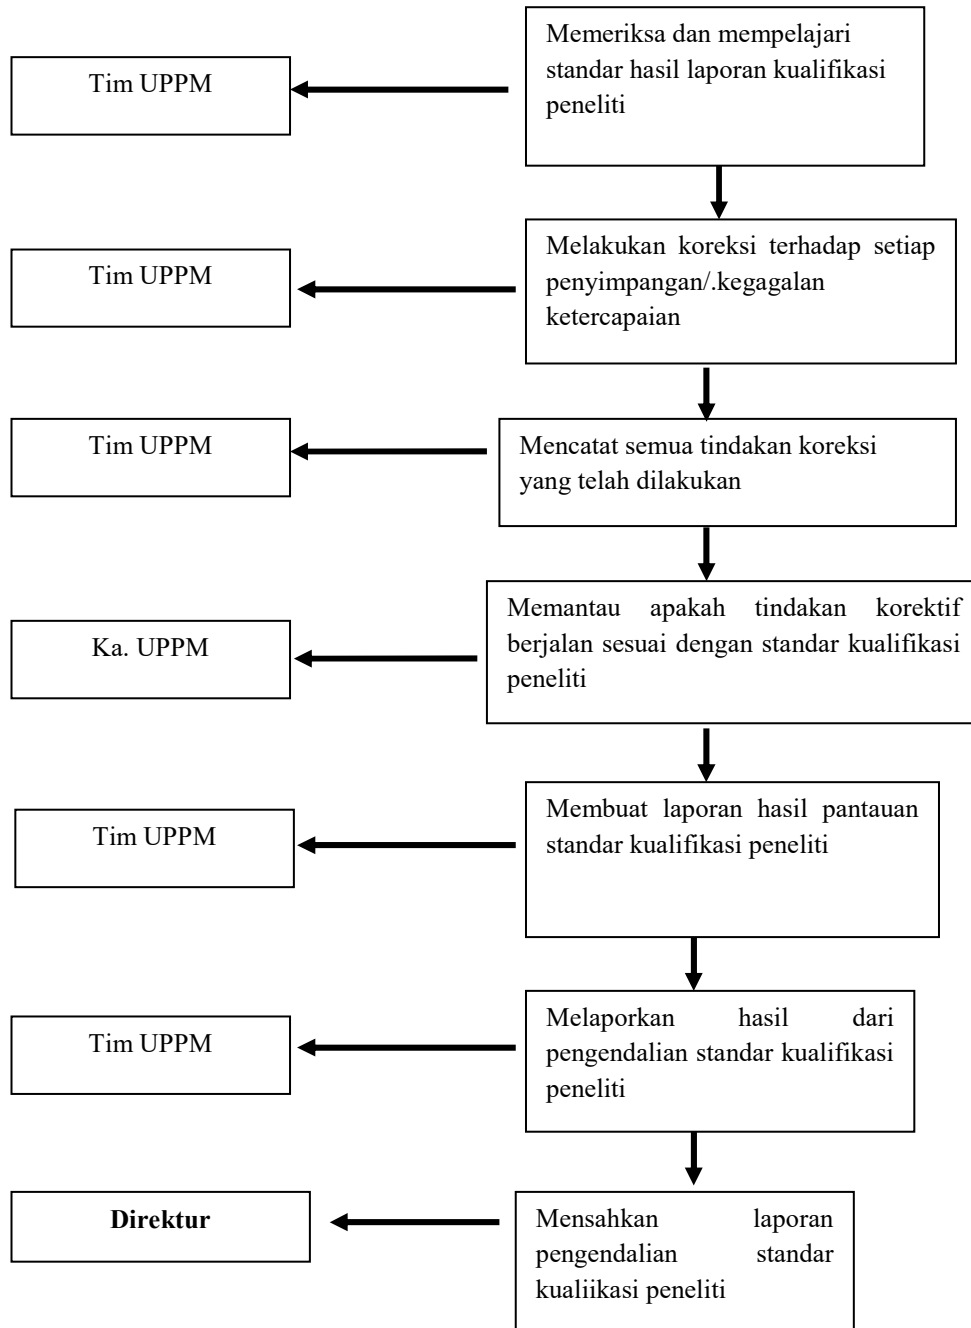 Tim UPPM
Memeriksa dan mempelajari
standar hasil laporan kualifikasi
peneliti
Tim UPPM
Melakukan koreksi terhadap setiap
penyimpangan/.kegagalan
ketercapaian
Tim UPPM
Mencatat semua tindakan koreksi
yang telah dilakukan
Ka. UPPM
Memantau apakah tindakan korektif
berjalan sesuai dengan standar kualifikasi
peneliti
Tim UPPM
Membuat laporan hasil pantauan
standar kualifikasi peneliti
Tim UPPM
Melaporkan hasil dari
pengendalian standar kualifikasi
peneliti
Direktur
Mensahkan laporan
pengendalian standar
kualiikasi peneliti